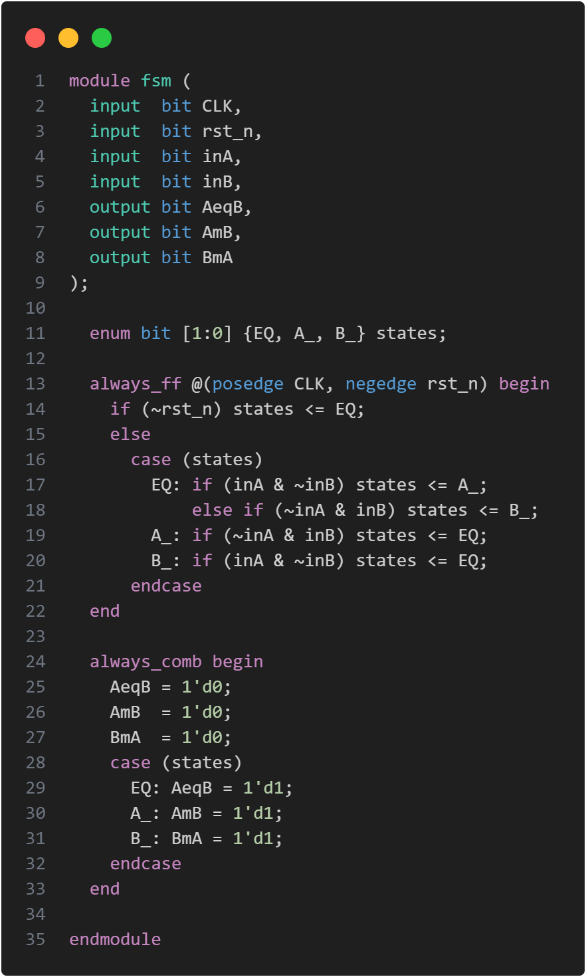 1 module fsm (
2   input  bit CLK,
3   input  bit rst_n,
4   input  bit inA,
5   input  bit inB,
6   output bit AeqB,
7   output bit AmB,
8   output bit BmA
9 );
10
11   enum bit [1:0] {EQ, A_, B_} states;
12
13   always_ff @(posedge CLK, negedge rst_n) begin
14     if (~rst_n) states <= EQ;
15     else
16       case (states)
17         EQ: if (inA & ~inB) states <= A_;
18             else if (~inA & inB) states <= B_;
19         A_: if (~inA & inB) states <= EQ;
20         B_: if (inA & ~inB) states <= EQ;
21       endcase
22   end
23
24   always_comb begin
25     AeqB = 1'd0;
26     AmB  = 1'd0;
27     BmA  = 1'd0;
28     case (states)
29       EQ: AeqB = 1'd1;
30       A_: AmB = 1'd1;
31       B_: BmA = 1'd1;
32     endcase
33   end
34
35 endmodule